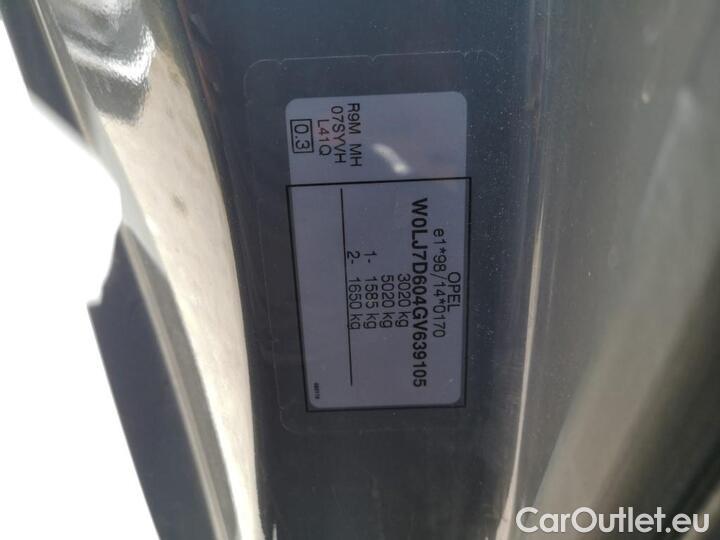 R9M MH
07SYVH
L41Q
0.3
OPEL
e1*98/14*0170
W0LJ7D604GV639105
3020 kg
5020 kg
1- 1585 kg
2- 1650 kg
CarOutlet.eu